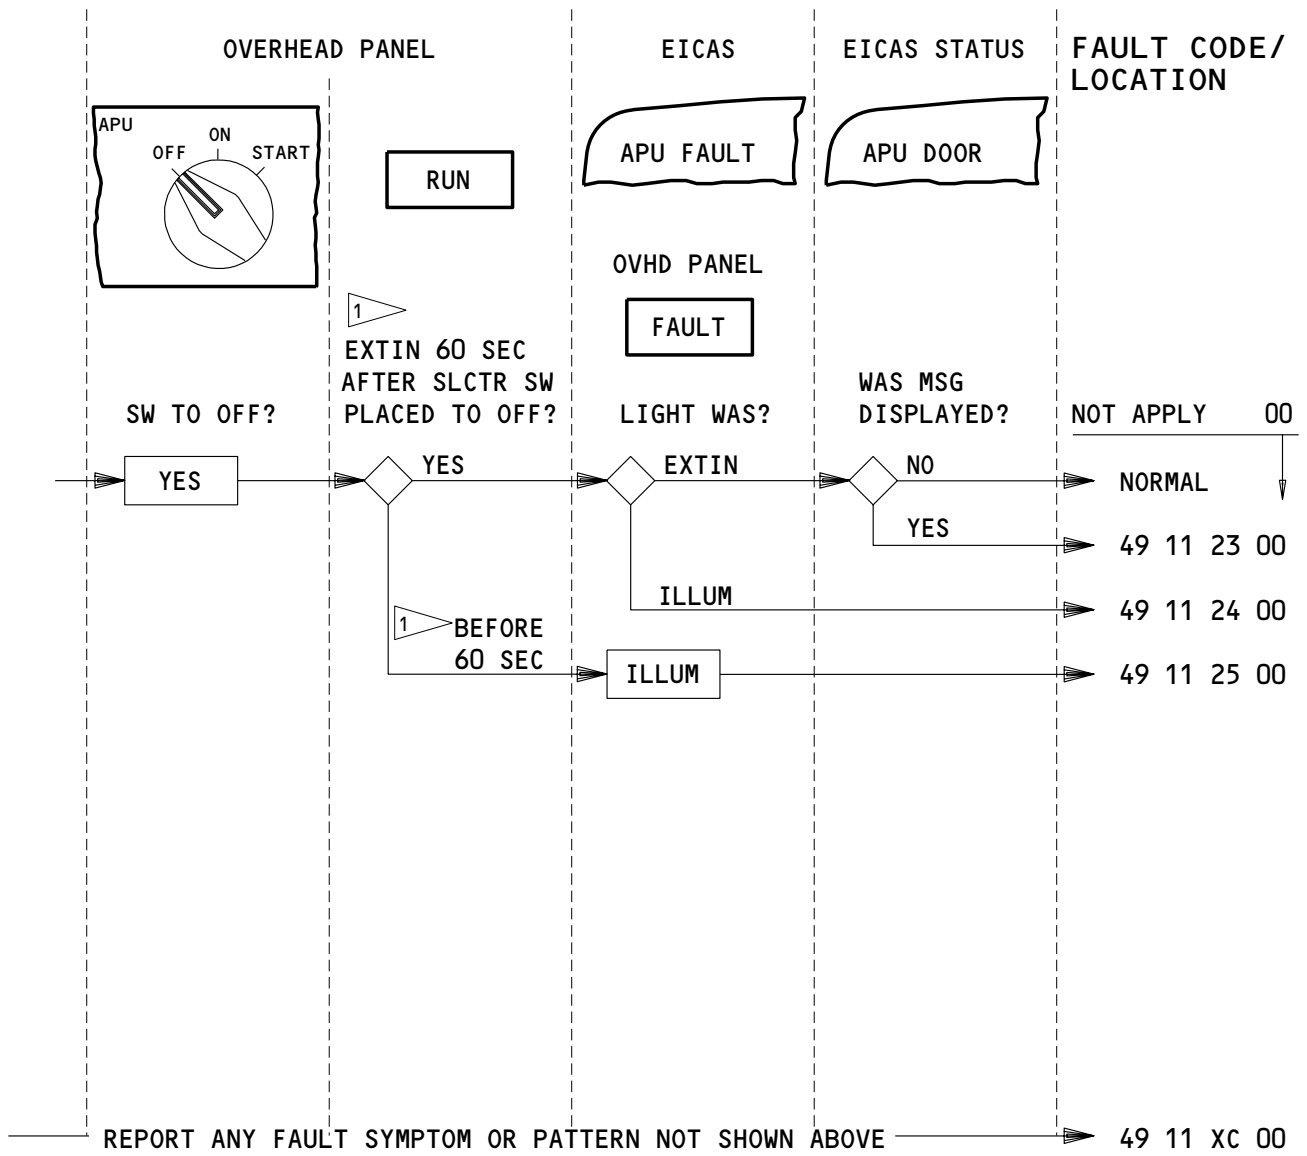 OVERHEAD PANEL
EICAS
EICAS STATUS
FAULT CODE/
LOCATION
APU
OFF
ON
START
RUN
APU FAULT
APU DOOR
OVHD PANEL
FAULT
1
EXTIN 60 SEC
AFTER SLCTR SW
PLACED TO OFF?
SW TO OFF?
LIGHT WAS?
WAS MSG
DISPLAYED?
NOT APPLY 00
YES
YES
EXTIN
NO
NORMAL
YES
49 11 23 00
ILLUM
49 11 24 00
1
BEFORE
60 SEC
ILLUM
49 11 25 00
REPORT ANY FAULT SYMPTOM OR PATTERN NOT SHOWN ABOVE
49 11 XC 00